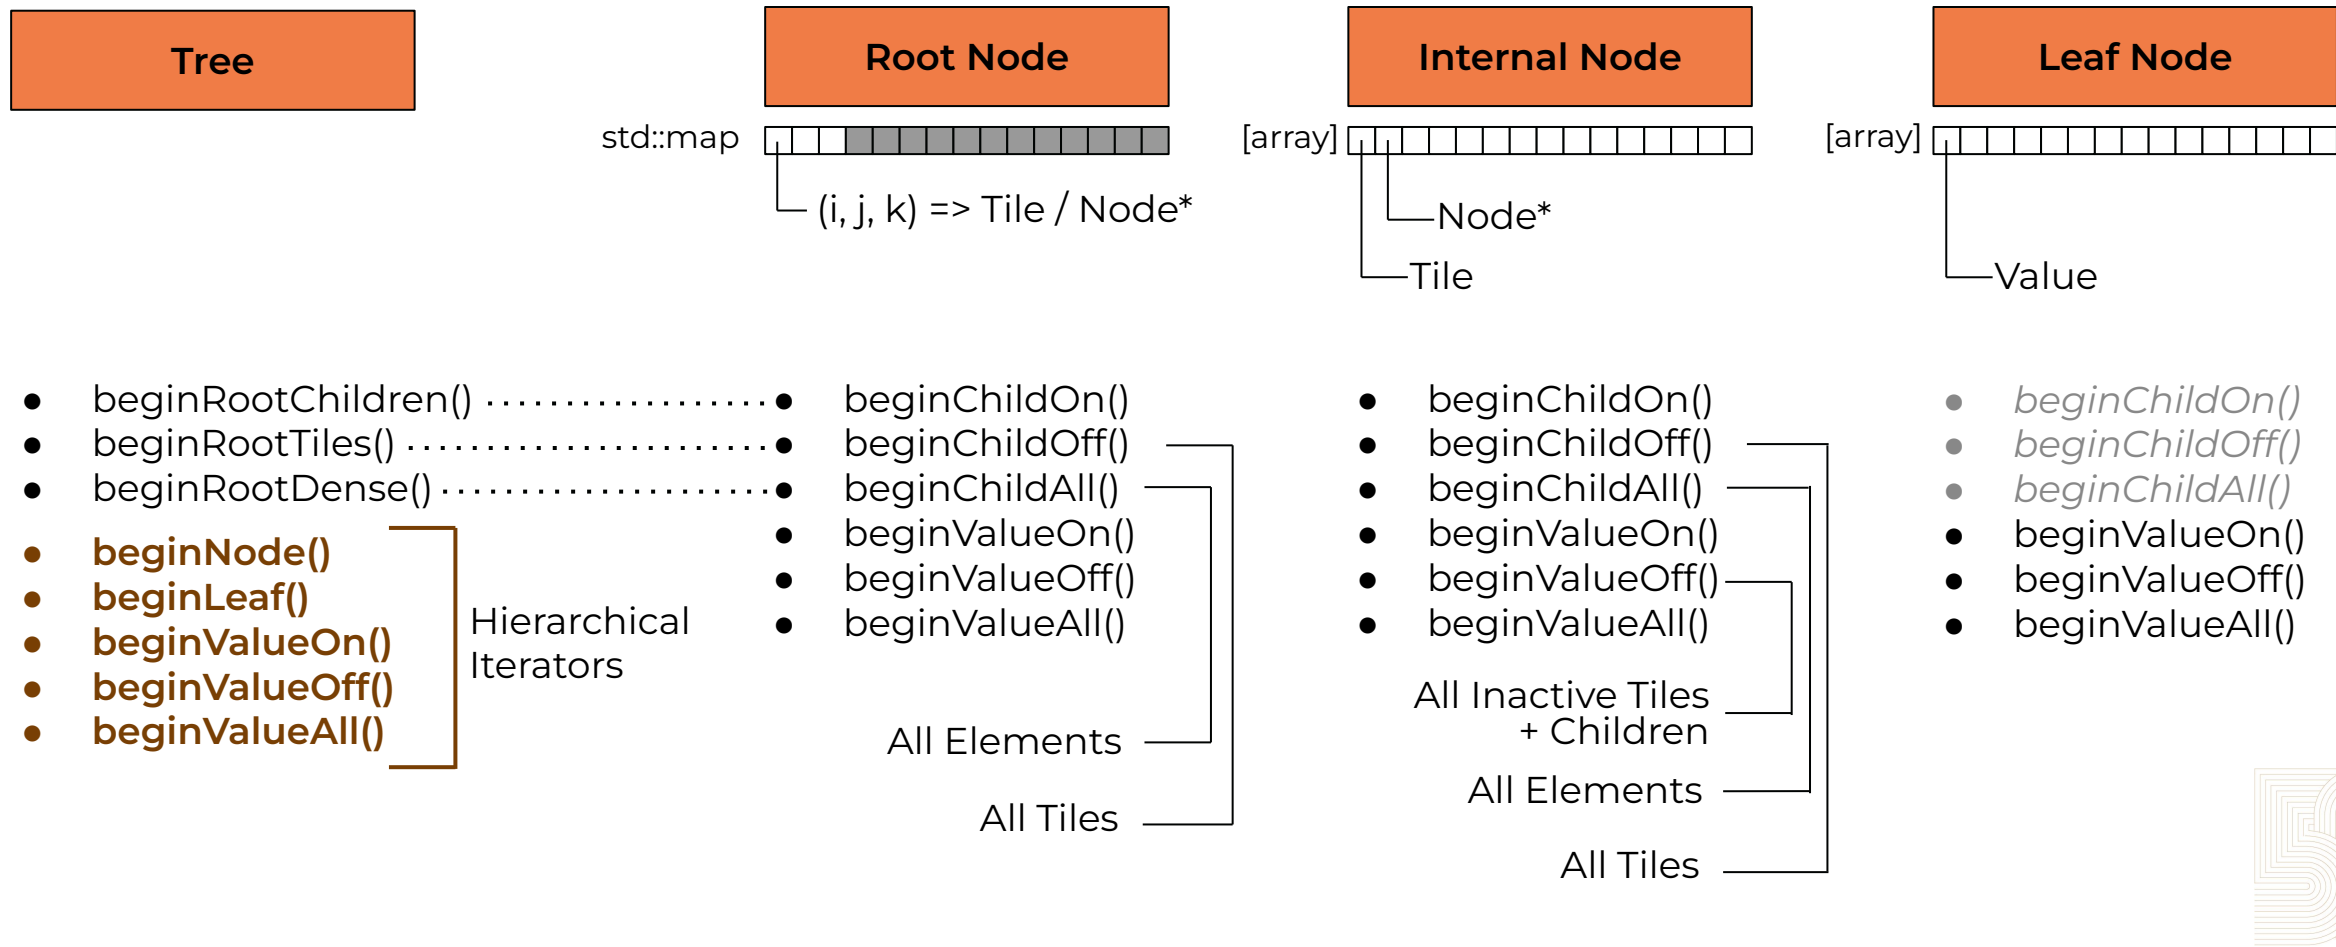 Tree
Root Node
Internal Node
Leaf Node
std::map
(i, j, k) => Tile / Node*
[array]
Node*
Tile
[array]
Value
● beginRootChildren()
● beginRootTiles()
● beginRootDense()
● beginNode()
● beginLeaf()
● beginValueOn()
● beginValueOff()
● beginValueAll()
Hierarchical
Iterators
● beginChildOn()
● beginChildOff()
● beginChildAll()
● beginValueOn()
● beginValueOff()
● beginValueAll()
All Elements
All Tiles
● beginChildOn()
● beginChildOff()
● beginChildAll()
● beginValueOn()
● beginValueOff()
● beginValueAll()
All Inactive Tiles
+ Children
All Elements
All Tiles
● beginChildOn()
● beginChildOff()
● beginChildAll()
● beginValueOn()
● beginValueOff()
● beginValueAll()